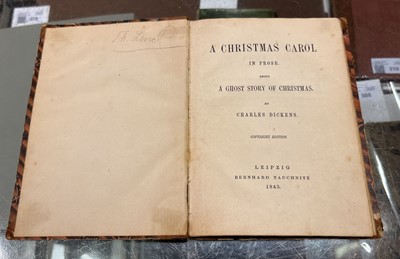 A CHRISTMAS CAROL
IN PROSE.
BEING
A GHOST STORY OF CHRISTMAS.
BY
CHARLES DICKENS.
COPYRIGHT EDITION
LEIPZIG
BERNHARD TAUCHNITZ
1843.